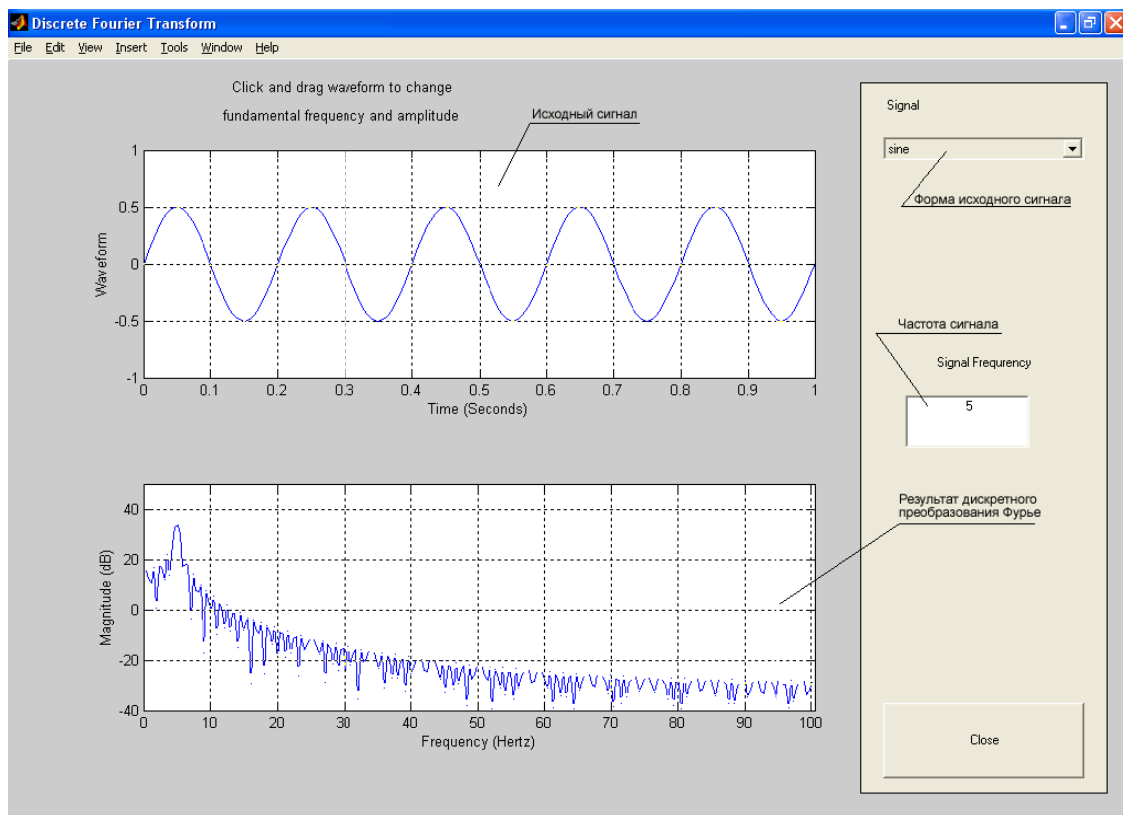 Discrete Fourier Transform
File Edit View Insert Tools Window Help
Click and drag waveform to change
fundamental frequency and amplitude
Исходный сигнал
1
0.5
0
-0.5
-1
Waveform
0 0.1 0.2 0.3 0.4 0.5 0.6 0.7 0.8 0.9 1
Time (Seconds)
40
20
0
-20
-40
Magnitude (dB)
0 10 20 30 40 50 60 70 80 90 100
Frequency (Hertz)
Signal
sine
Форма исходного сигнала
Частота сигнала
Signal Frequrency
5
Результат дискретного
преобразования Фурье
Close